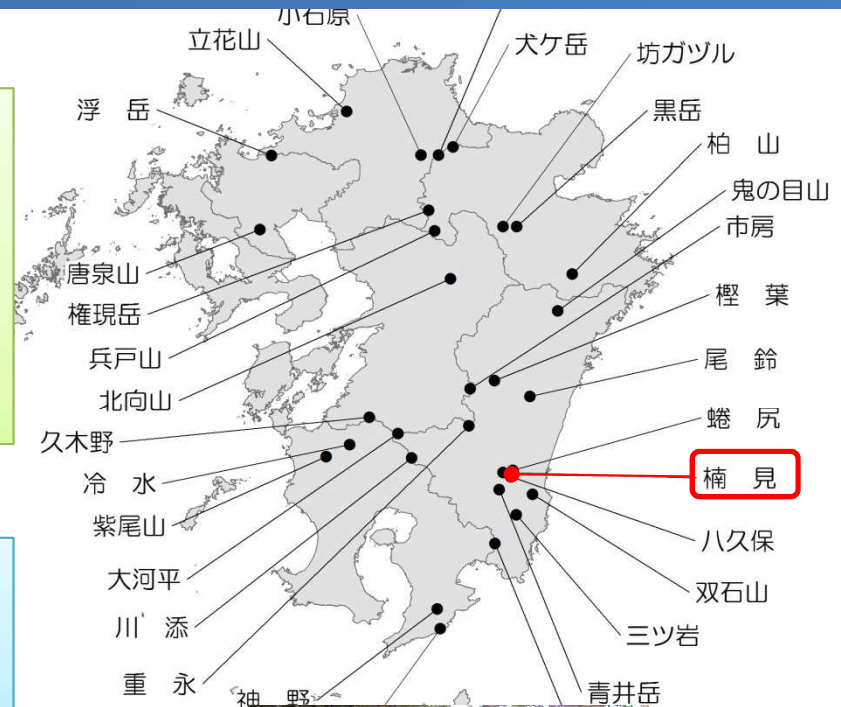 小石原
立花山
犬ケ岳
坊ガヅル
浮 岳
黒岳
柏 山
鬼の目山
市房
唐泉山
権現岳
樫 葉
兵戸山
尾 鈴
北向山
蜷 尻
久木野
楠 見
冷 水
紫尾山
八久保
大河平
双石山
川 添
三ツ岩
重 永
神 野
青井岳